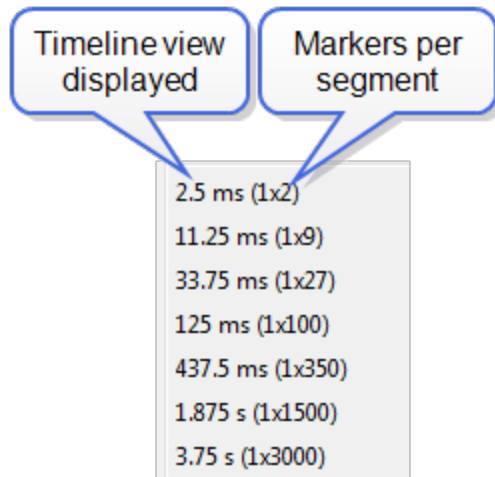 Timeline view
displayed
Markers per
segment
2.5 ms (1x2)
11.25 ms (1x9)
33.75 ms (1x27)
125 ms (1x100)
437.5 ms (1x350)
1.875 s (1x1500)
3.75 s (1x3000)